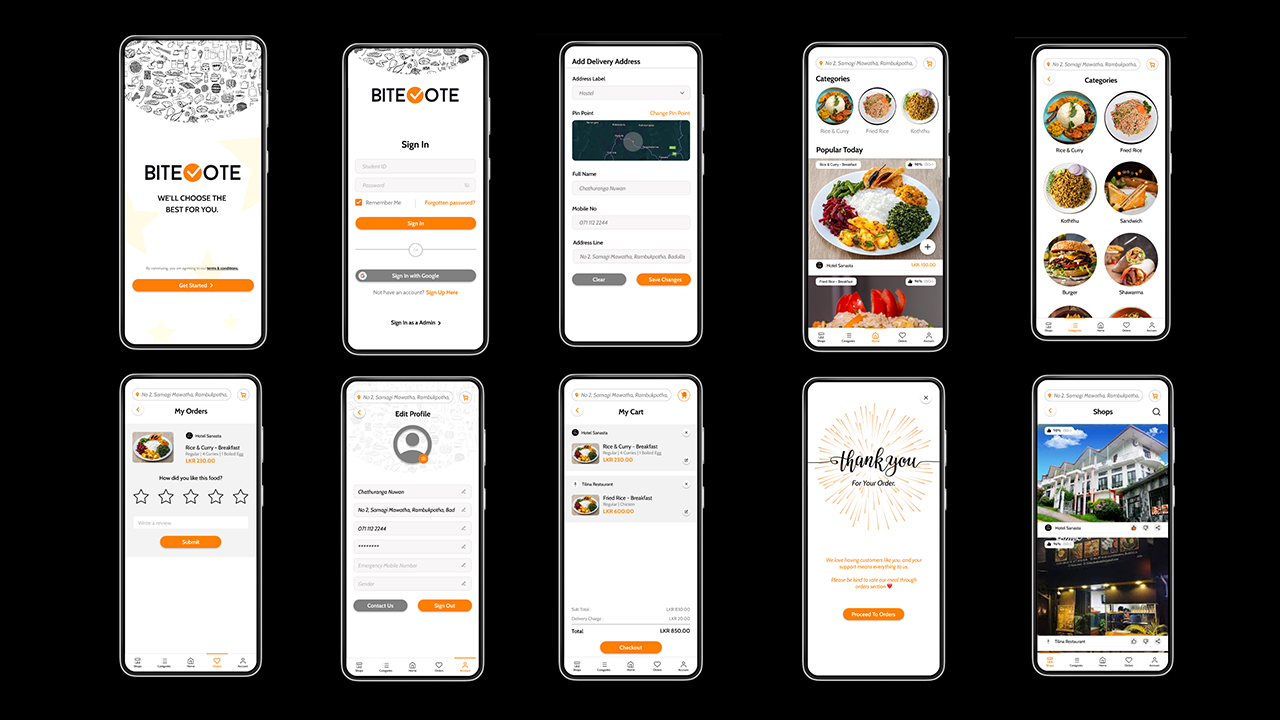 BITEVOTE
WE'LL CHOOSE THE
BEST FOR YOU.
By continuing, you are agreeing to our terms & conditions.
Get Started >
BITEVOTE
Sign In
Student ID
Password
Remember Me
Forgotten password?
Sign In
OR
Sign In with Google
Not have an account? Sign Up Here
Sign In as a Admin >
Add Delivery Address
Address Label
Hostel
Pin Point
Change Pin Point
Full Name
Chathuranga Nuwan
Mobile No
071 112 2244
Address Line
No 2, Samagi Mawatha, Rambukpotha, Badulla
Clear
Save Changes
No 2, Samagi Mawatha, Rambukpotha,
Categories
Rice & Curry
Fried Rice
Koththu
Popular Today
Rice & Curry - Breakfast
98%
Hotel Sanasta
LKR 150.00
Fried Rice - Breakfast
96%
Shops
Categories
Home
Orders
Account
No 2, Samagi Mawatha, Rambukpotha,
Categories
Rice & Curry
Fried Rice
Koththu
Sandwich
Burger
Shawarma
Shops
Categories
Home
Orders
Account
No 2, Samagi Mawatha, Rambukpotha,
My Orders
Hotel Sanasta
Rice & Curry - Breakfast
Regular | 4 Curries | 1 Boiled Egg
LKR 230.00
How did you like this food?
Write a review
Submit
Shops
Categories
Home
Orders
Account
No 2, Samagi Mawatha, Rambukpotha,
Edit Profile
Chathuranga Nuwan
No 2, Samagi Mawatha, Rambukpotha, Bad
071 112 2244
********
Emergency Mobile Number
Gender
Contact Us
Sign Out
Shops
Categories
Home
Orders
Account
No 2, Samagi Mawatha, Rambukpotha,
My Cart
Hotel Sanasta
Rice & Curry - Breakfast
Regular | 4 Curries | 1 Boiled Egg
LKR 230.00
Tilina Restaurant
Fried Rice - Breakfast
Regular | Chicken
LKR 600.00
Sub Total :
LKR 830.00
Delivery Charge :
LKR 20.00
Total:
LKR 850.00
Checkout
Shops
Categories
Home
Orders
Account
thank you
For Your Order.
We love having customers like you, and your
support means everything to us.
Please be kind to rate our meal through
orders section
Proceed To Orders
No 2, Samagi Mawatha, Rambukpotha,
Shops
98%
Hotel Sanasta
96%
Tilina Restaurant
Shops
Categories
Home
Orders
Account